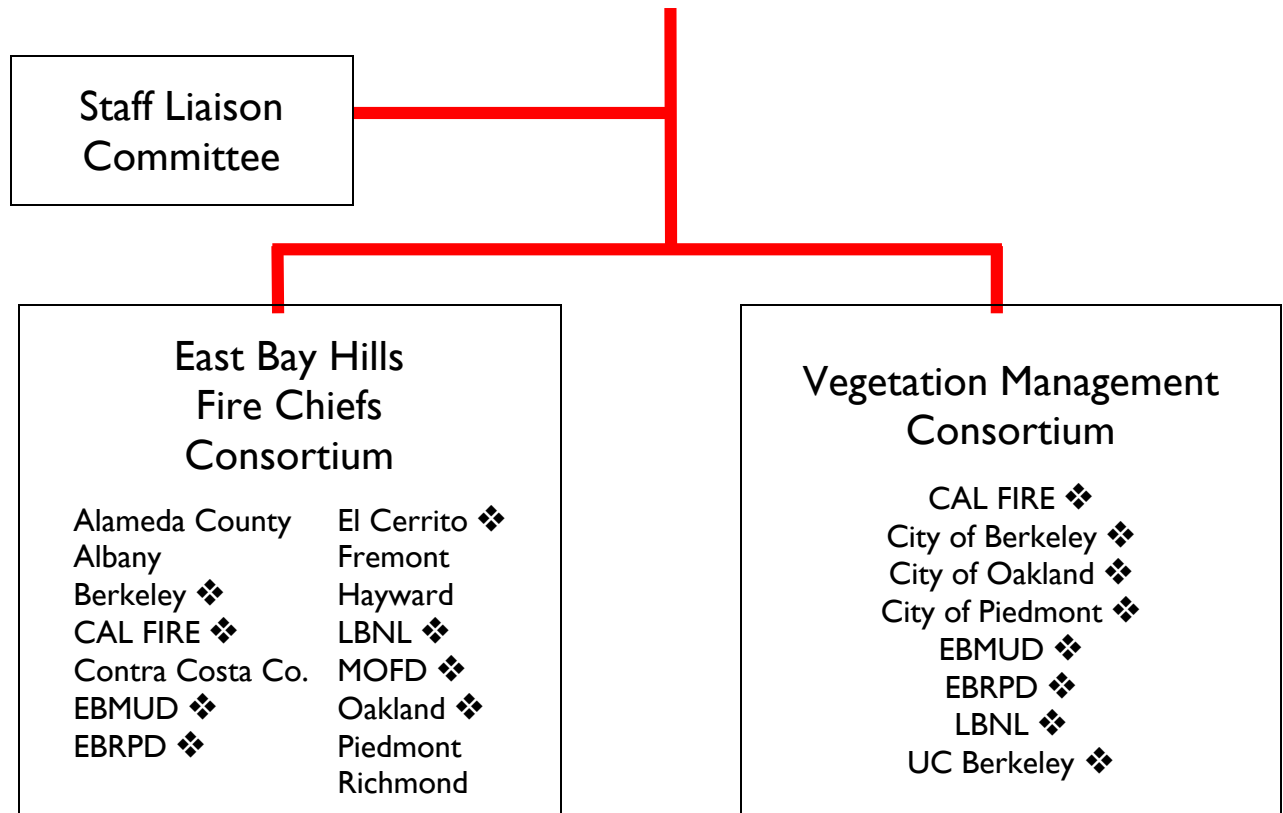 Staff Liaison
Committee
East Bay Hills
Fire Chiefs
Consortium
Alameda County
Albany
Berkeley ❖
CAL FIRE ❖
Contra Costa Co.
EBMUD ❖
EBRPD ❖
El Cerrito ❖
Fremont
Hayward
LBNL ❖
MOFD ❖
Oakland ❖
Piedmont
Richmond
Vegetation Management
Consortium
CAL FIRE ❖
City of Berkeley ❖
City of Oakland ❖
City of Piedmont ❖
EBMUD ❖
EBRPD ❖
LBNL ❖
UC Berkeley ❖